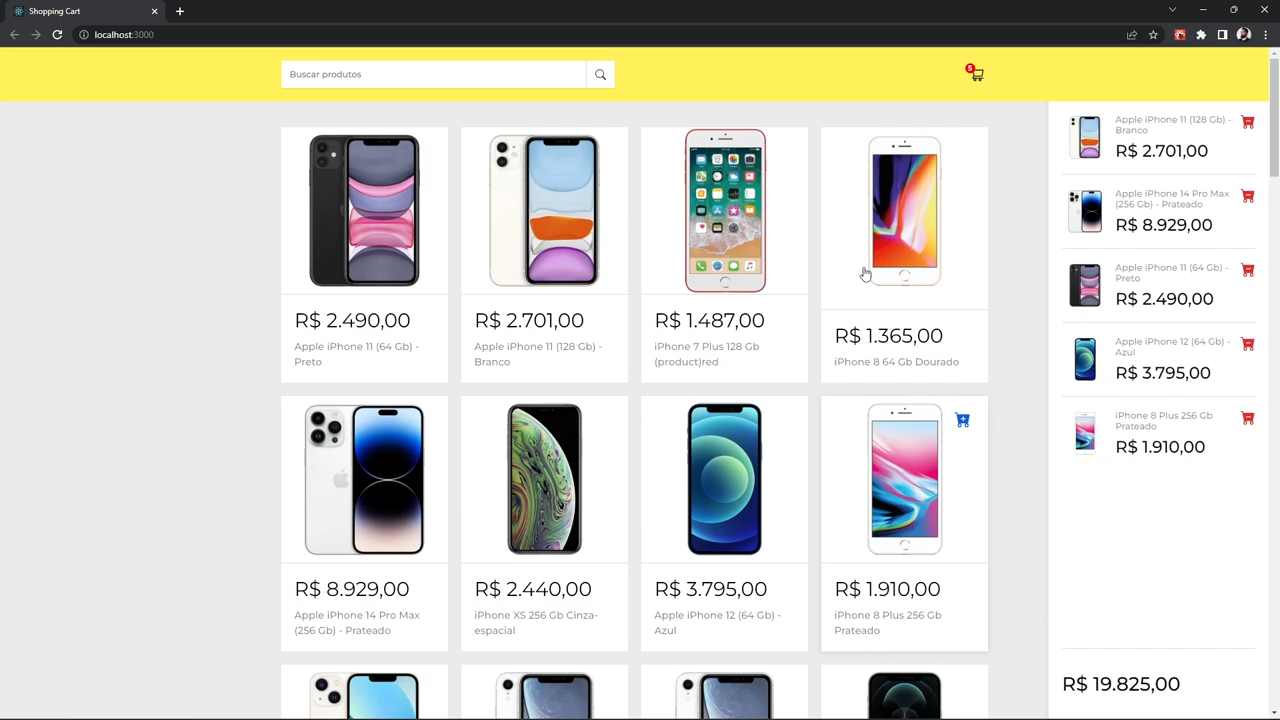 Shopping Cart
localhost:3000
Buscar produtos
5
R$ 2.490,00
Apple iPhone 11 (64 Gb) -
Preto
R$ 2.701,00
Apple iPhone 11 (128 Gb) -
Branco
R$ 1.487,00
iPhone 7 Plus 128 Gb
(product)red
R$ 1.365,00
iPhone 8 64 Gb Dourado
R$ 8.929,00
Apple iPhone 14 Pro Max
(256 Gb) - Prateado
R$ 2.440,00
iPhone XS 256 Gb Cinza-
espacial
R$ 3.795,00
Apple iPhone 12 (64 Gb) -
Azul
R$ 1.910,00
iPhone 8 Plus 256 Gb
Prateado
Apple iPhone 11 (128 Gb) -
Branco
R$ 2.701,00
Apple iPhone 14 Pro Max
(256 Gb) - Prateado
R$ 8.929,00
Apple iPhone 11 (64 Gb) -
Preto
R$ 2.490,00
Apple iPhone 12 (64 Gb) -
Azul
R$ 3.795,00
iPhone 8 Plus 256 Gb
Prateado
R$ 1.910,00
R$ 19.825,00